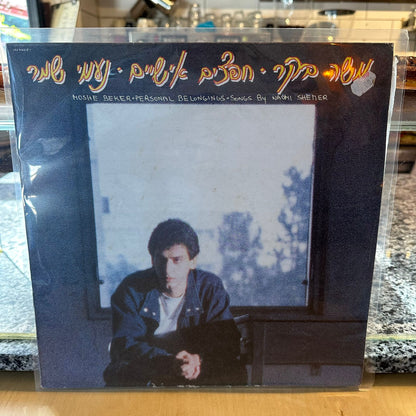 משה בקר • חפצים אישיים • נעמי שמר
MOSHE BEKER • PERSONAL BELONGINGS • SONGS BY NAOMI SHEMER